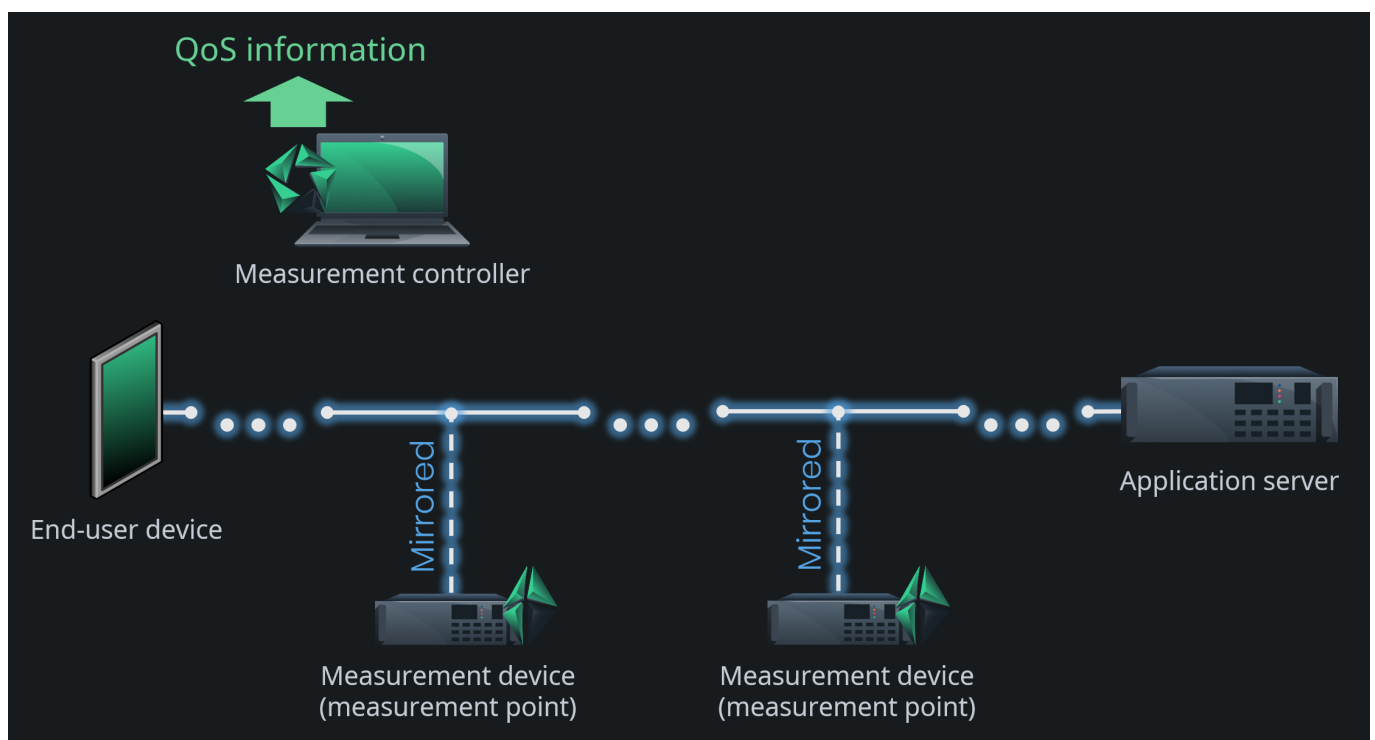 QoS information
Measurement controller
Mirrored
Mirrored
Application server
End-user device
Measurement device
(measurement point)
Measurement device
(measurement point)